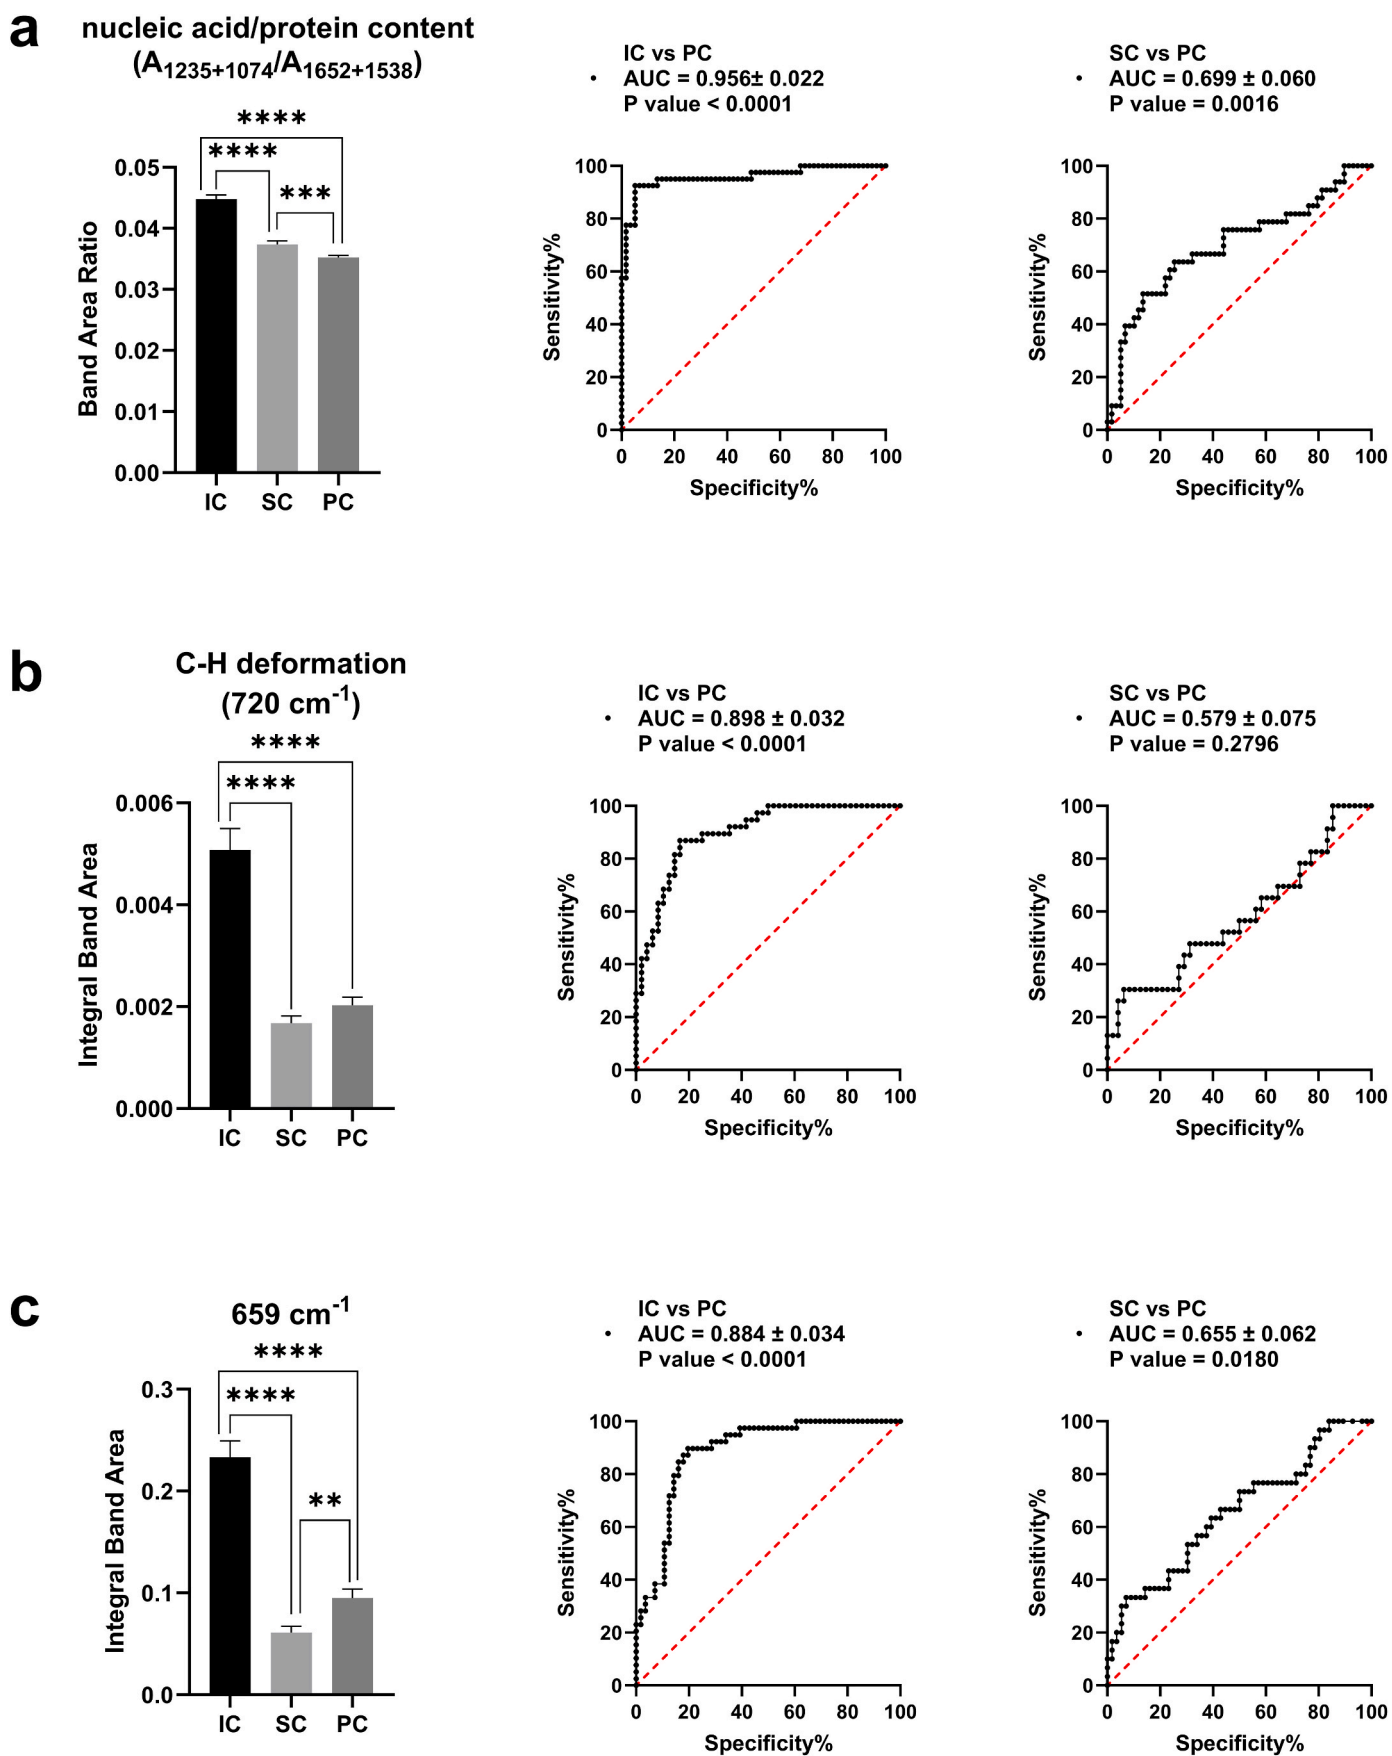 a
nucleic acid/protein content
(A1235+1074/A1652+1538)
****
****
***
Band Area Ratio
0.05
0.04
0.03
0.02
0.01
0.00
IC SC PC
IC vs PC
• AUC = 0.956± 0.022
P value < 0.0001
Sensitivity%
100
80
60
40
20
0
0 20 40 60 80 100
Specificity%
SC vs PC
• AUC = 0.699 ± 0.060
P value = 0.0016
Sensitivity%
100
80
60
40
20
0
0 20 40 60 80 100
Specificity%
b
C-H deformation
(720 cm-1)
****
****
Integral Band Area
0.006
0.004
0.002
0.000
IC SC PC
IC vs PC
• AUC = 0.898 ± 0.032
P value < 0.0001
Sensitivity%
100
80
60
40
20
0
0 20 40 60 80 100
Specificity%
SC vs PC
• AUC = 0.579 ± 0.075
P value = 0.2796
Sensitivity%
100
80
60
40
20
0
0 20 40 60 80 100
Specificity%
c
659 cm-1
****
****
**
Integral Band Area
0.3
0.2
0.1
0.0
IC SC PC
IC vs PC
• AUC = 0.884 ± 0.034
P value < 0.0001
Sensitivity%
100
80
60
40
20
0
0 20 40 60 80 100
Specificity%
SC vs PC
• AUC = 0.655 ± 0.062
P value = 0.0180
Sensitivity%
100
80
60
40
20
0
0 20 40 60 80 100
Specificity%